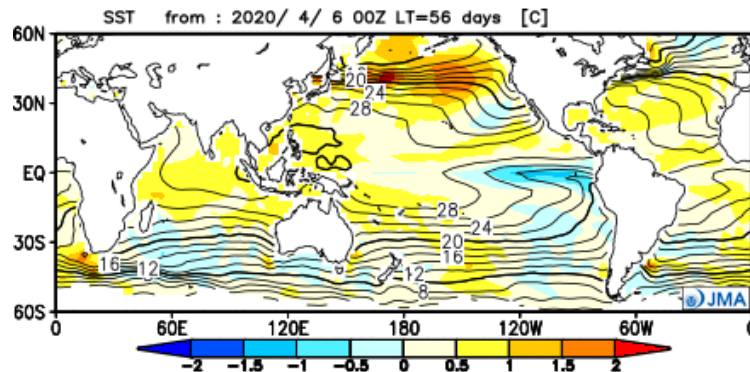 SST from : 2020/ 4/ 6 00Z LT=56 days [C]
60N
30N
EQ
30S
60S
20
24
28
28
24
20
16
16
12
12
8
JMA
0 60E 120E 180 120W 60W
-2 -1.5 -1 -0.5 0 0.5 1 1.5 2